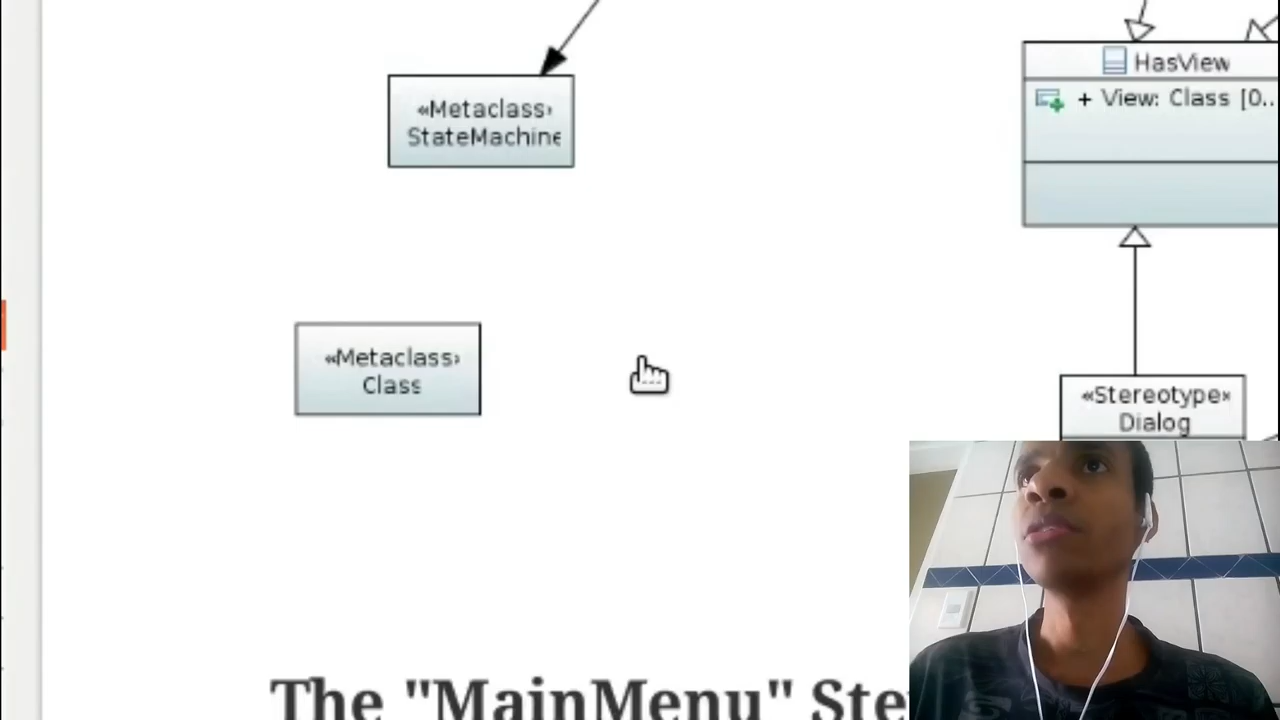 «Metaclass›
StateMachine
HasView
+ View: Class [0..
«Metaclass›
Class
«Stereotype»
Dialog
The "MainMenu" Ste